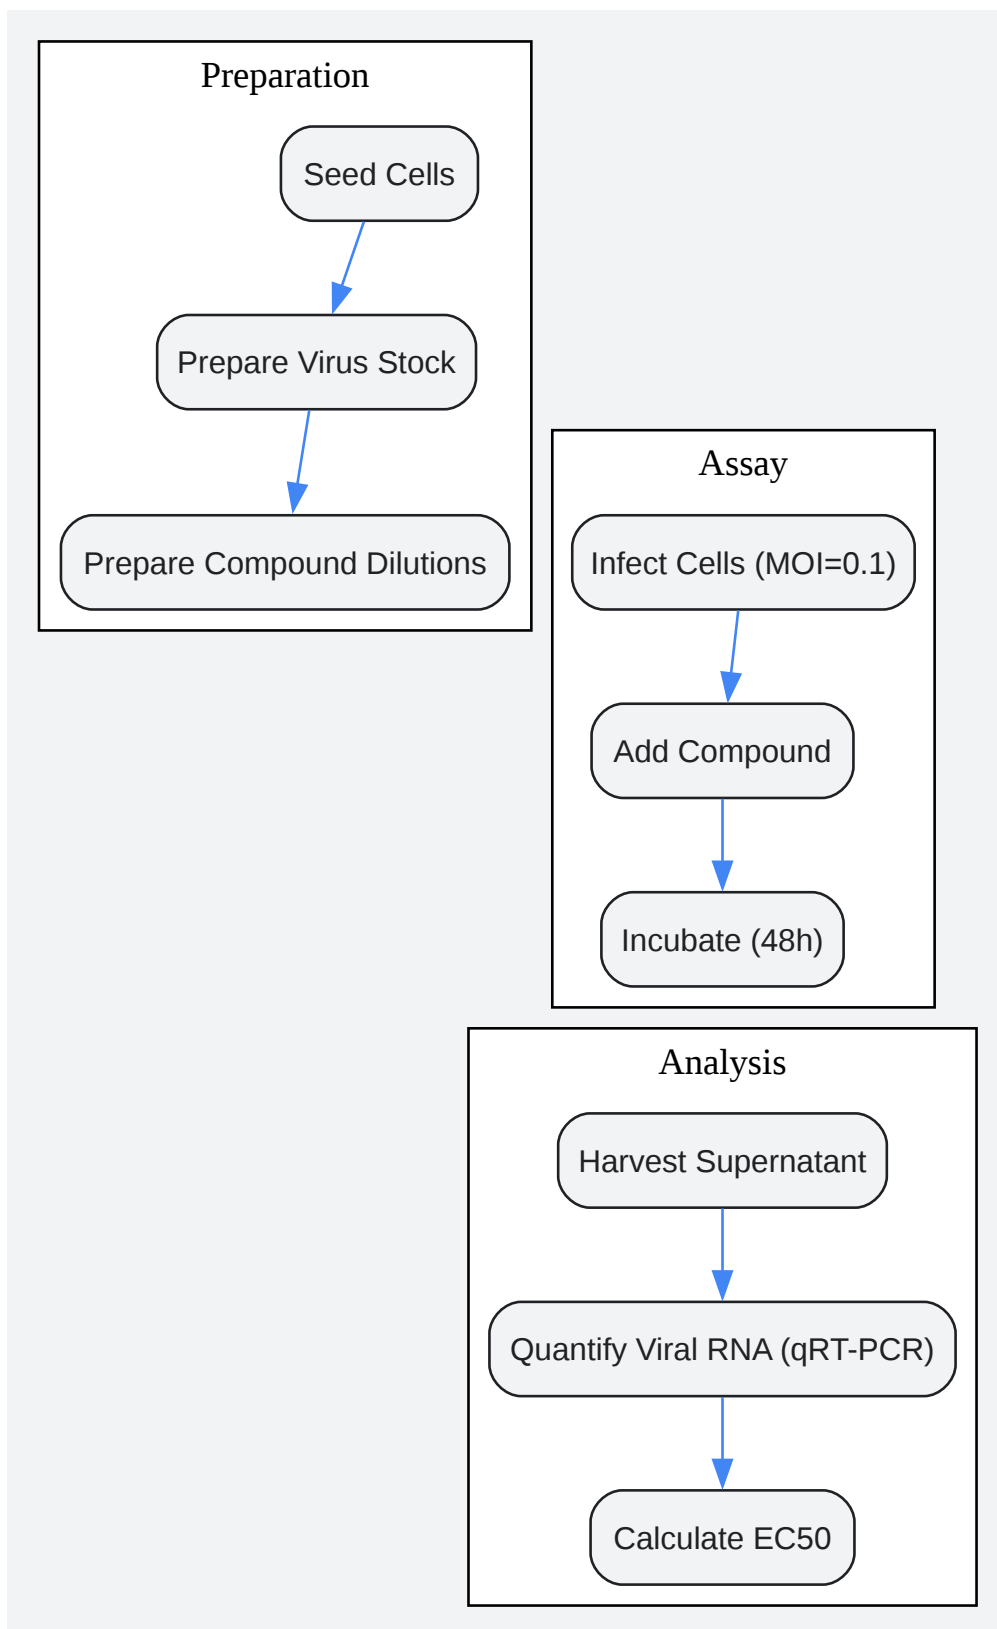 Preparation
Seed Cells
Prepare Virus Stock
Prepare Compound Dilutions
Assay
Infect Cells (MOI=0.1)
Add Compound
Incubate (48h)
Analysis
Harvest Supernatant
Quantify Viral RNA (qRT-PCR)
Calculate EC50